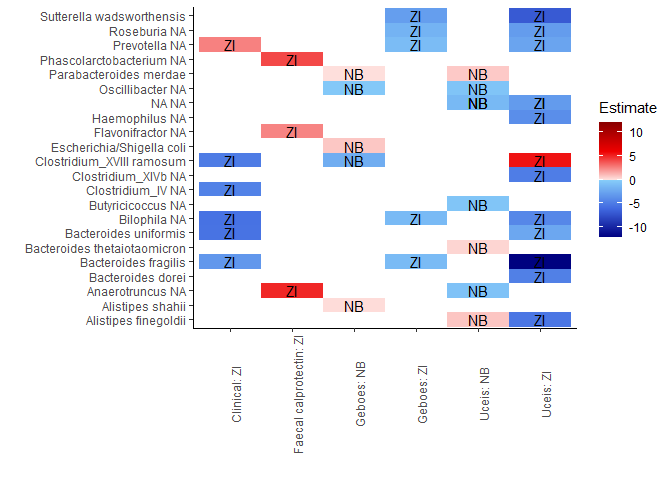 Sutterella wadsworthensis ZI ZI
Roseburia NA ZI ZI
Prevotella NA ZI ZI ZI
Phascolarctobacterium NA ZI
Parabacteroides merdae NB NB
Oscillibacter NA NB NB
NA NA NB ZI
Haemophilus NA ZI
Flavonifractor NA ZI
Escherichia/Shigella coli NB
Clostridium_XVIII ramosum ZI NB ZI
Clostridium_XIVb NA ZI
Clostridium_IV NA ZI
Butyricicoccus NA NB
Bilophila NA ZI ZI ZI
Bacteroides uniformis ZI ZI
Bacteroides thetaiotaomicron NB
Bacteroides fragilis ZI ZI ZI
Bacteroides dorei ZI
Anaerotruncus NA ZI NB
Alistipes shahii NB
Alistipes finegoldii NB ZI
Clinical: ZI
Faecal calprotectin: ZI
Geboes: NB
Geboes: ZI
Uceis: NB
Uceis: ZI
Estimate
10
5
0
-5
-10